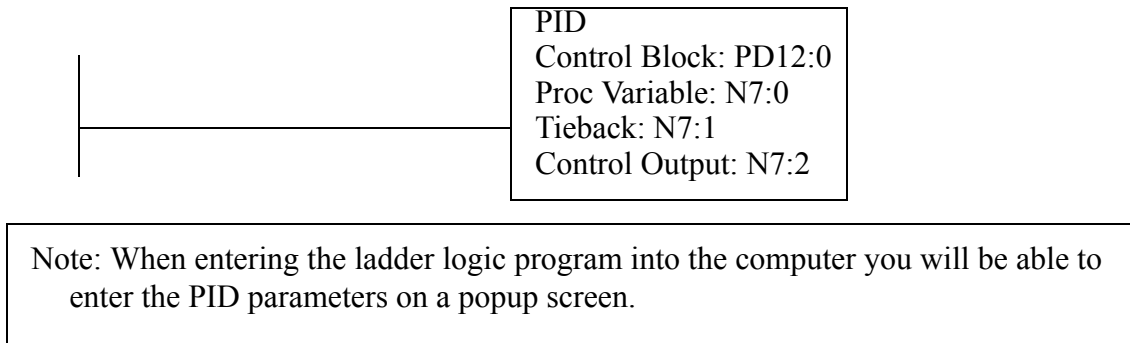 PID
Control Block: PD12:0
Proc Variable: N7:0
Tieback: N7:1
Control Output: N7:2
Note: When entering the ladder logic program into the computer you will be able to
enter the PID parameters on a popup screen.